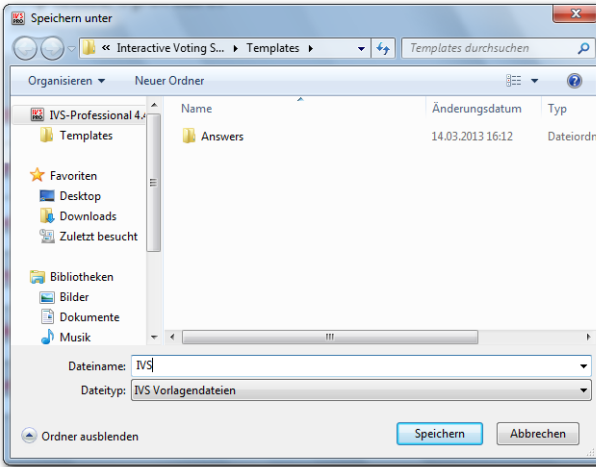 Speichern unter
« Interactive Voting S... Templates
Templates durchsuchen
Organisieren
Neuer Ordner
IVS-Professional 4.
Templates
Favoriten
Desktop
Downloads
Zuletzt besucht
Bibliotheken
Bilder
Dokumente
Musik
Name
Änderungsdatum
Typ
Answers
14.03.2013 16:12
Dateiordn
Dateiname: IVS
Dateityp: IVS Vorlagendateien
Ordner ausblenden
Speichern
Abbrechen